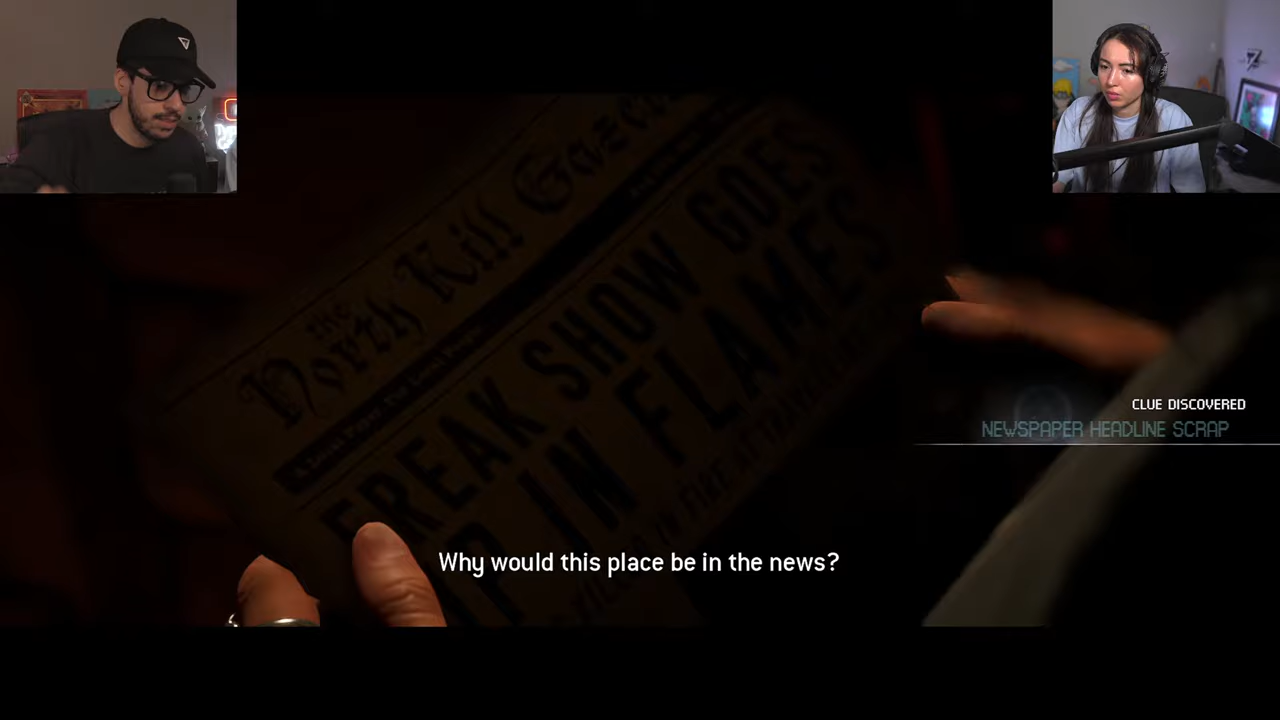 the
North Kill Gazette
FREAK SHOW GOES
UP IN FLAMES
CLUE DISCOVERED
NEWSPAPER HEADLINE SCRAP
Why would this place be in the news?